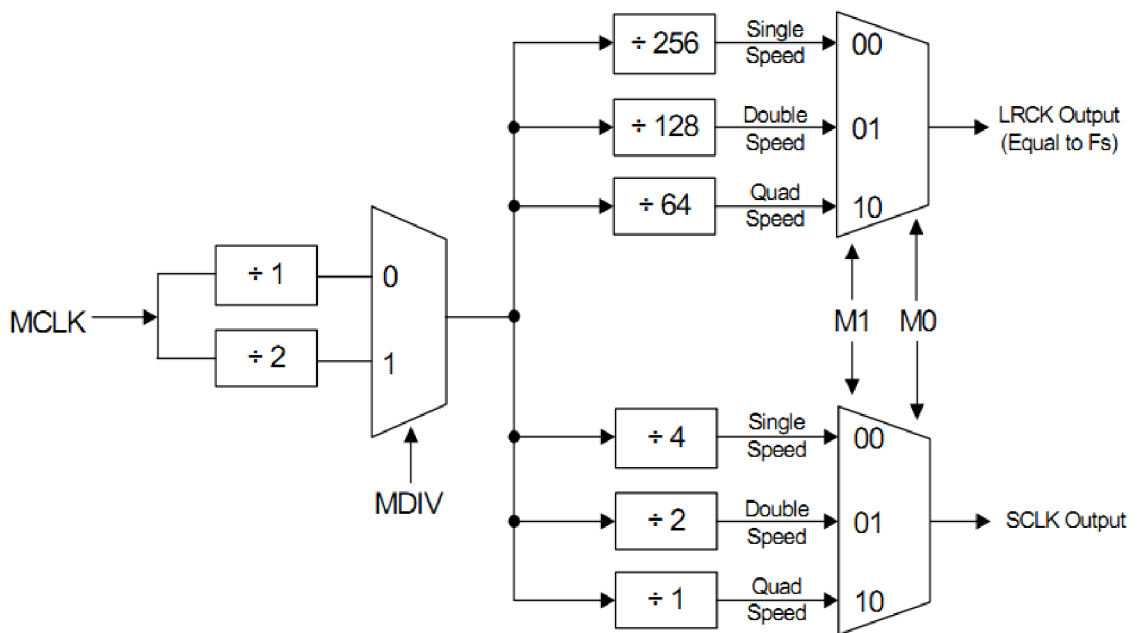 ÷ 256
Single
Speed
00
÷ 128
Double
Speed
01
LRCK Output
(Equal to Fs)
÷ 64
Quad
Speed
10
MCLK
÷ 1
0
÷ 2
1
MDIV
M1
M0
÷ 4
Single
Speed
00
÷ 2
Double
Speed
01
SCLK Output
÷ 1
Quad
Speed
10